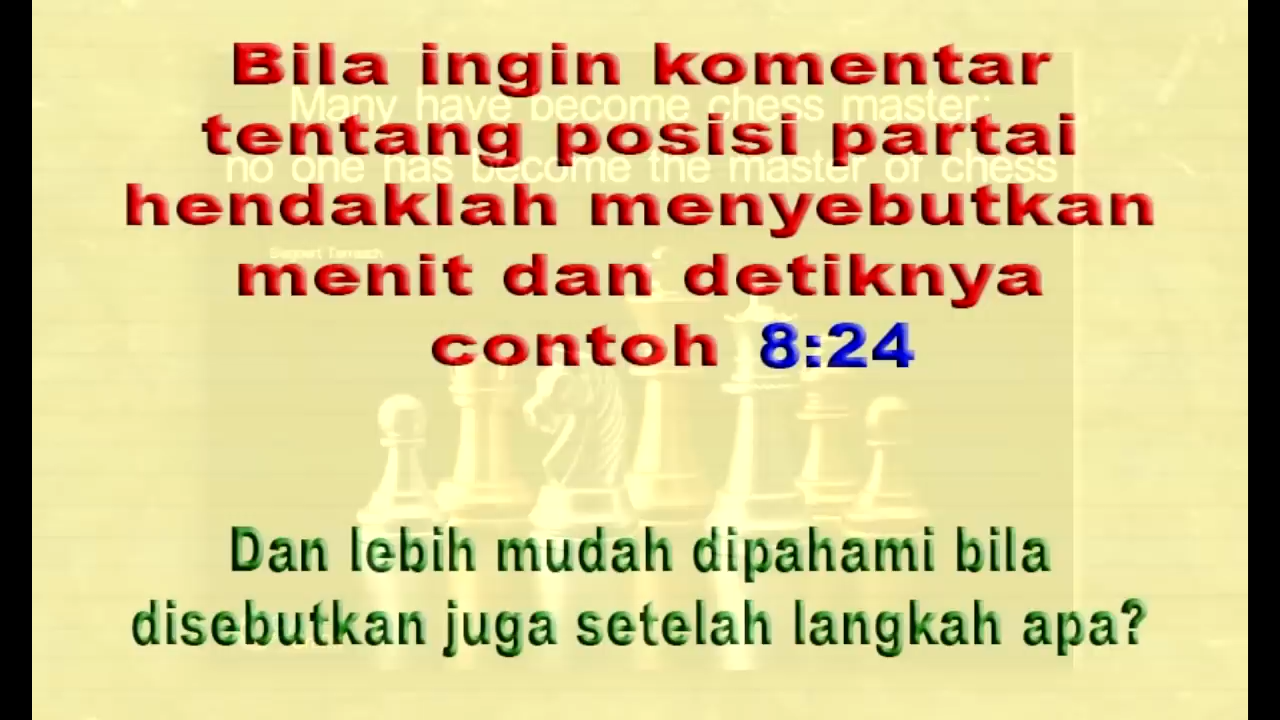 Bila ingin komentar
Many have become chess master;
tentang posisi partai
no one has become the master of chess
hendaklah menyebutkan
menit dan detiknya
contoh 8:24
Dan lebih mudah dipahami bila
disebutkan juga setelah langkah apa?